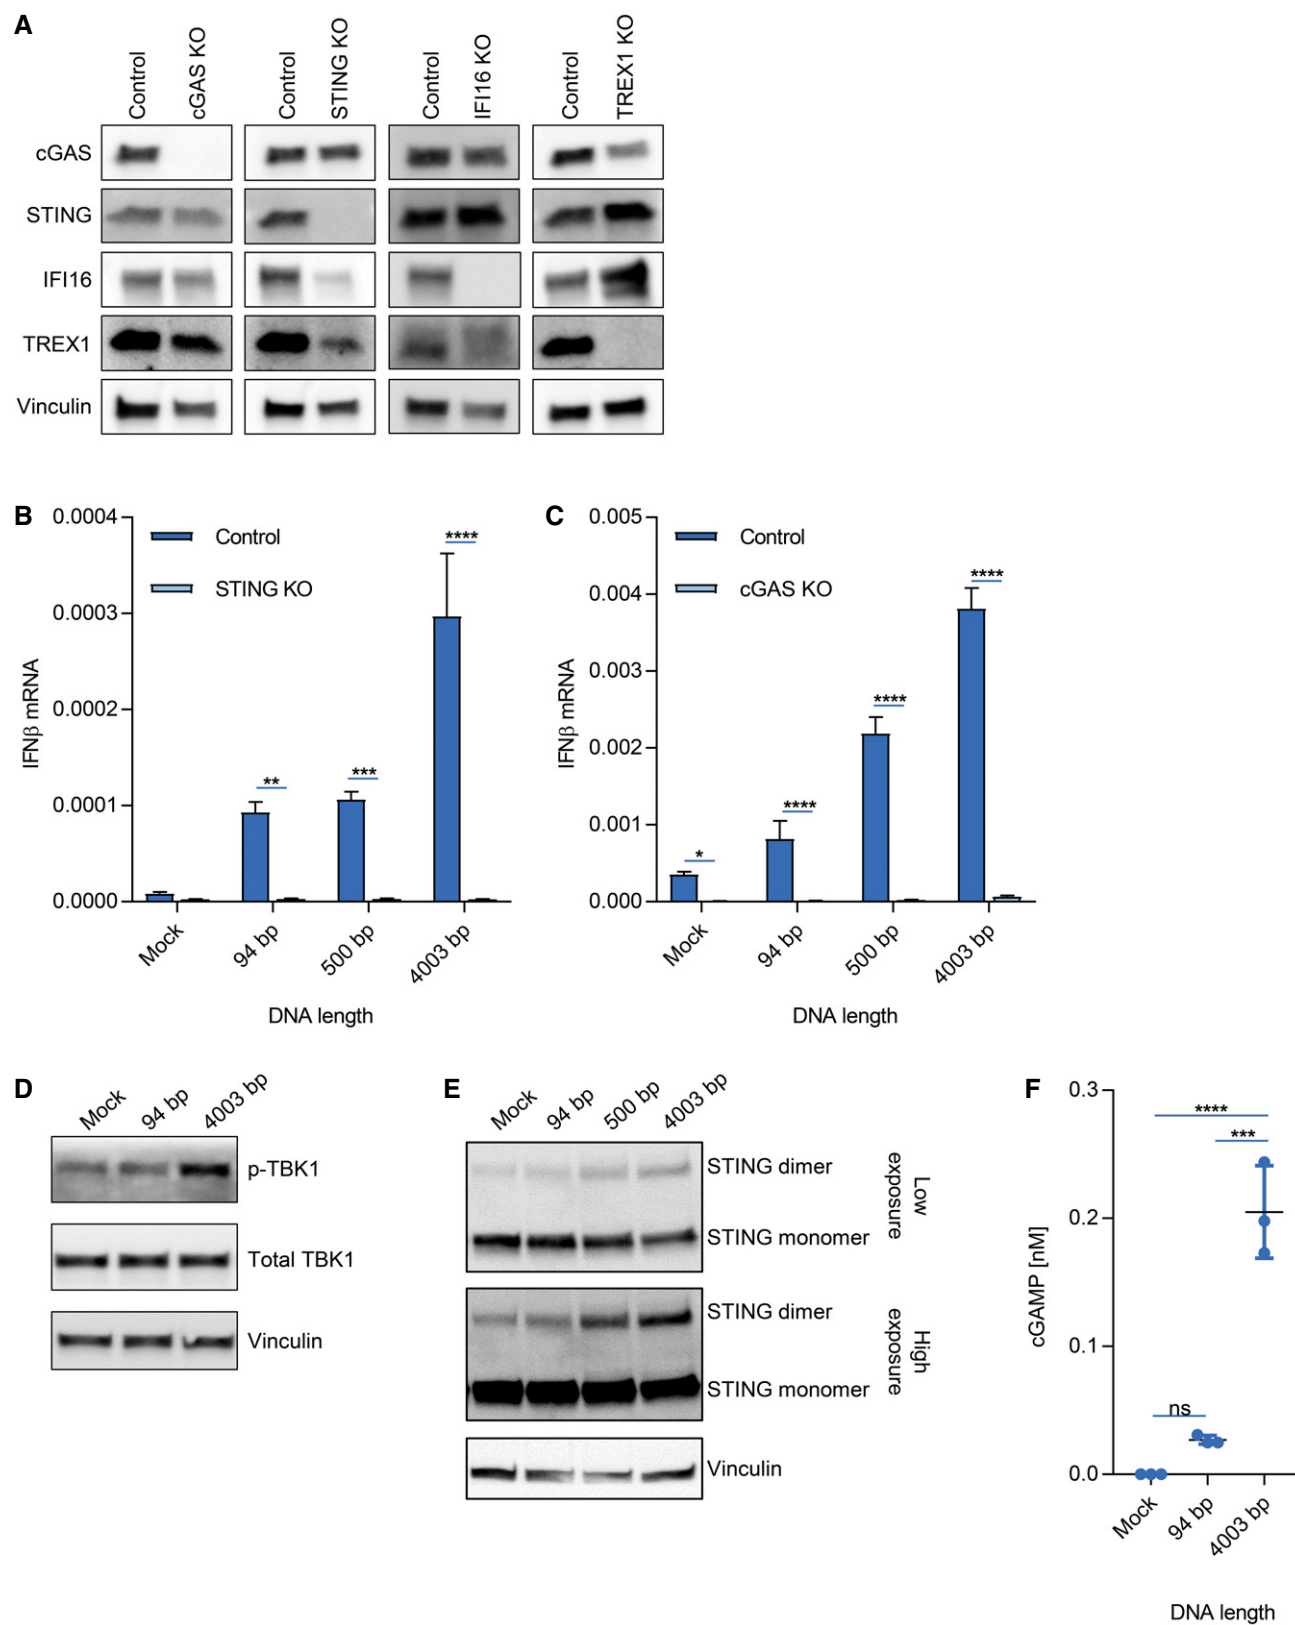 A
Control
cGAS KO
Control
STING KO
Control
IFI16 KO
Control
TREX1 KO
cGAS
STING
IFI16
TREX1
Vinculin
B
IFNβ mRNA
0.0004
0.0003
0.0002
0.0001
0.0000
Control
STING KO
**
***
****
Mock
94 bp
500 bp
4003 bp
DNA length
C
IFNβ mRNA
0.005
0.004
0.003
0.002
0.001
0.000
Control
cGAS KO
*
****
****
****
Mock
94 bp
500 bp
4003 bp
DNA length
D
Mock
94 bp
4003 bp
p-TBK1
Total TBK1
Vinculin
E
Mock
94 bp
500 bp
4003 bp
STING dimer
STING monomer
Low
exposure
STING dimer
STING monomer
High
exposure
Vinculin
F
cGAMP [nM]
0.3
0.2
0.1
0.0
****
***
ns
Mock
94 bp
4003 bp
DNA length